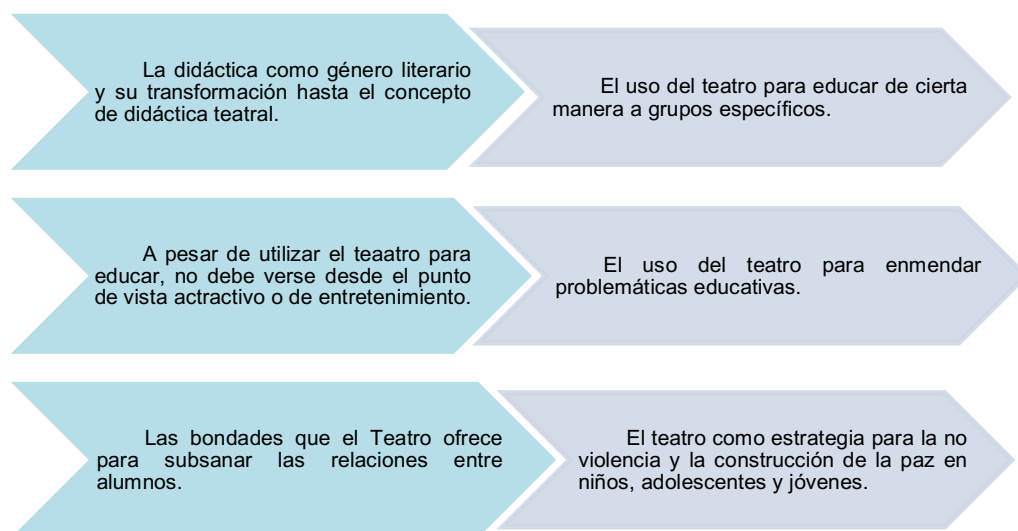 La didáctica como género literario
y su transformación hasta el concepto
de didáctica teatral.
El uso del teatro para educar de cierta
manera a grupos específicos.
A pesar de utilizar el teaatro para
educar, no debe verse desde el punto
de vista actractivo o de entretenimiento.
El uso del teatro para enmendar
problemáticas educativas.
Las bondades que el Teatro ofrece
para subsanar las relaciones entre
alumnos.
El teatro como estrategia para la no
violencia y la construcción de la paz en
niños, adolescentes y jóvenes.